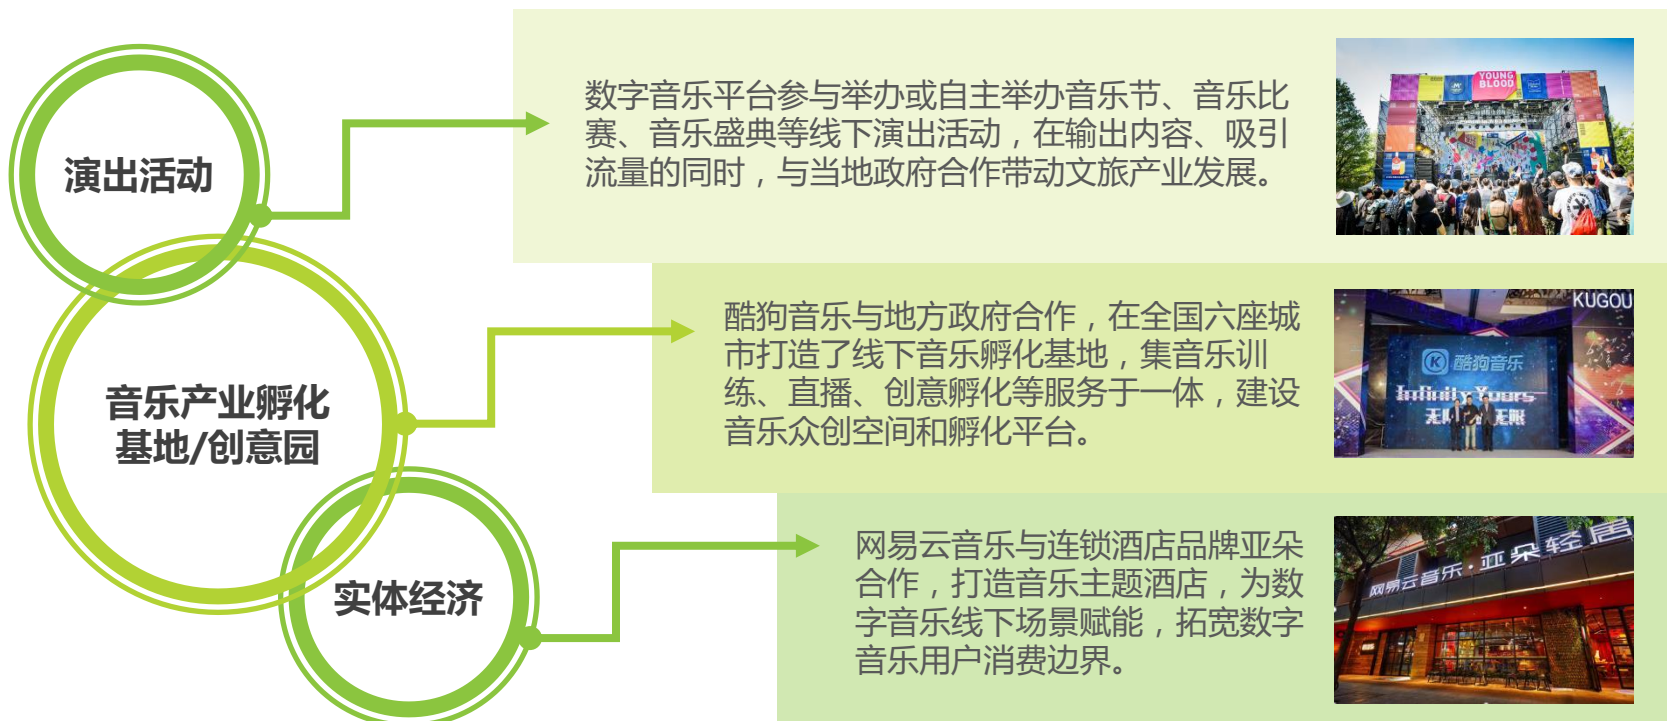 演出活动
数字音乐平台参与举办或自主举办音乐节、音乐比
赛、音乐盛典等线下演出活动，在输出内容、吸引
流量的同时，与当地政府合作带动文旅产业发展。
YOUNG
BLOOD
音乐产业孵化
基地/创意园
酷狗音乐与地方政府合作，在全国六座城
市打造了线下音乐孵化基地，集音乐训
练、直播、创意孵化等服务于一体，建设
音乐众创空间和孵化平台。
KUGOU
K 酷狗音乐
Infinity Yours
实体经济
网易云音乐与连锁酒店品牌亚朵
合作，打造音乐主题酒店，为数
字音乐线下场景赋能，拓宽数字
音乐用户消费边界。
网易云音乐·亚朵轻居